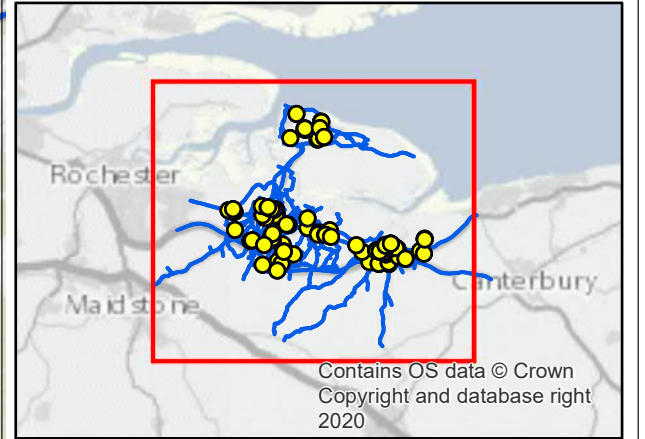 Rochester
Maidstone
Canterbury
Contains OS data © Crown
Copyright and database right
2020